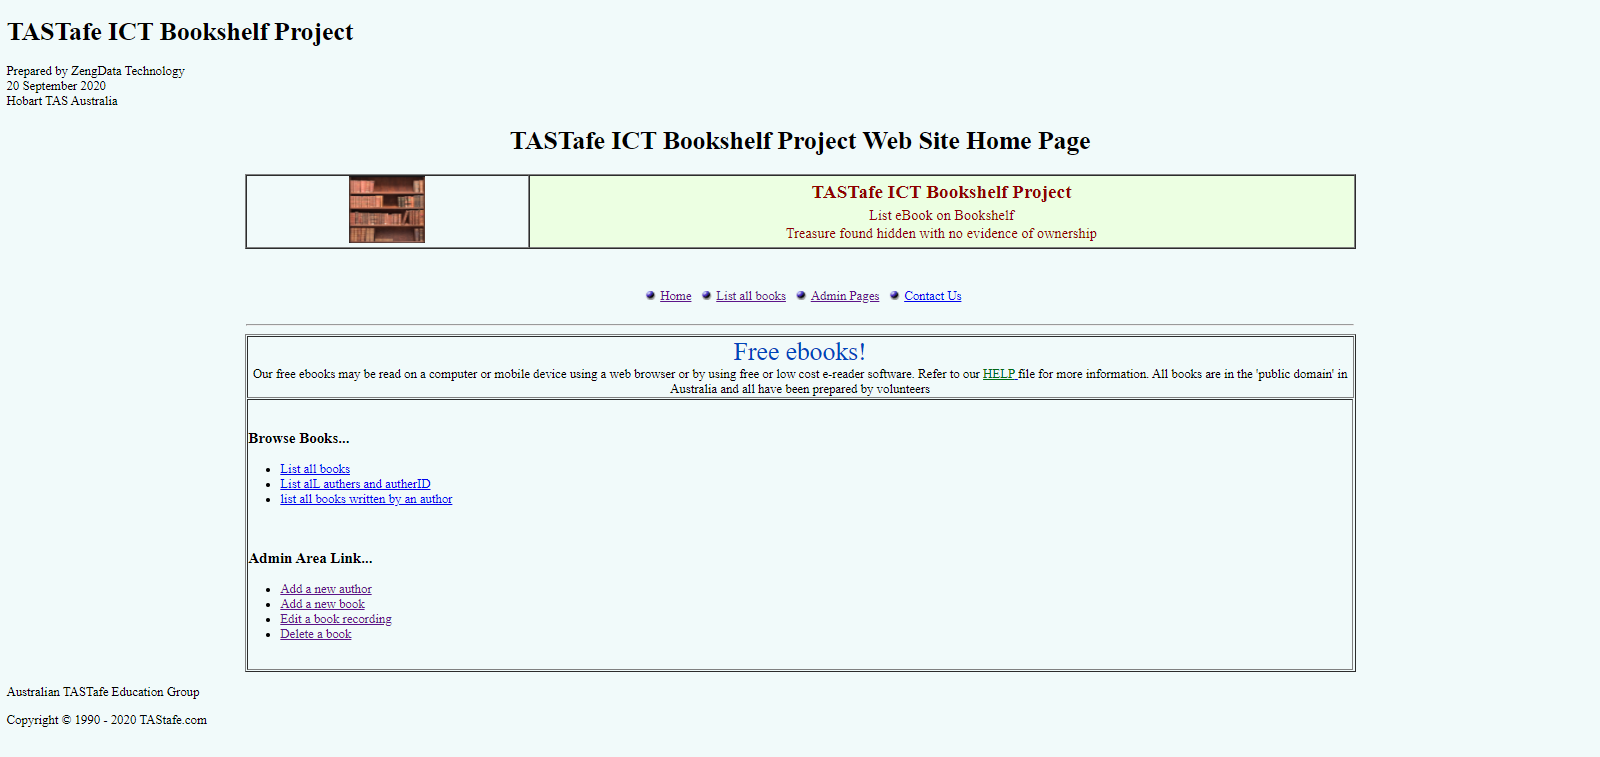 TASTafe ICT Bookshelf Project
Prepared by ZengData Technology
20 September 2020
Hobart TAS Australia
TASTafe ICT Bookshelf Project Web Site Home Page
TASTafe ICT Bookshelf Project
List eBook on Bookshelf
Treasure found hidden with no evidence of ownership
Home List all books Admin Pages Contact Us
Free ebooks!
Our free ebooks may be read on a computer or mobile device using a web browser or by using free or low cost e-reader software. Refer to our HELP file for more information. All books are in the 'public domain' in
Australia and all have been prepared by volunteers
Browse Books...
List all books
List alL authers and autherID
list all books written by an author
Admin Area Link...
Add a new author
Add a new book
Edit a book recording
Delete a book
Australian TASTafe Education Group
Copyright © 1990 - 2020 TAStafe.com